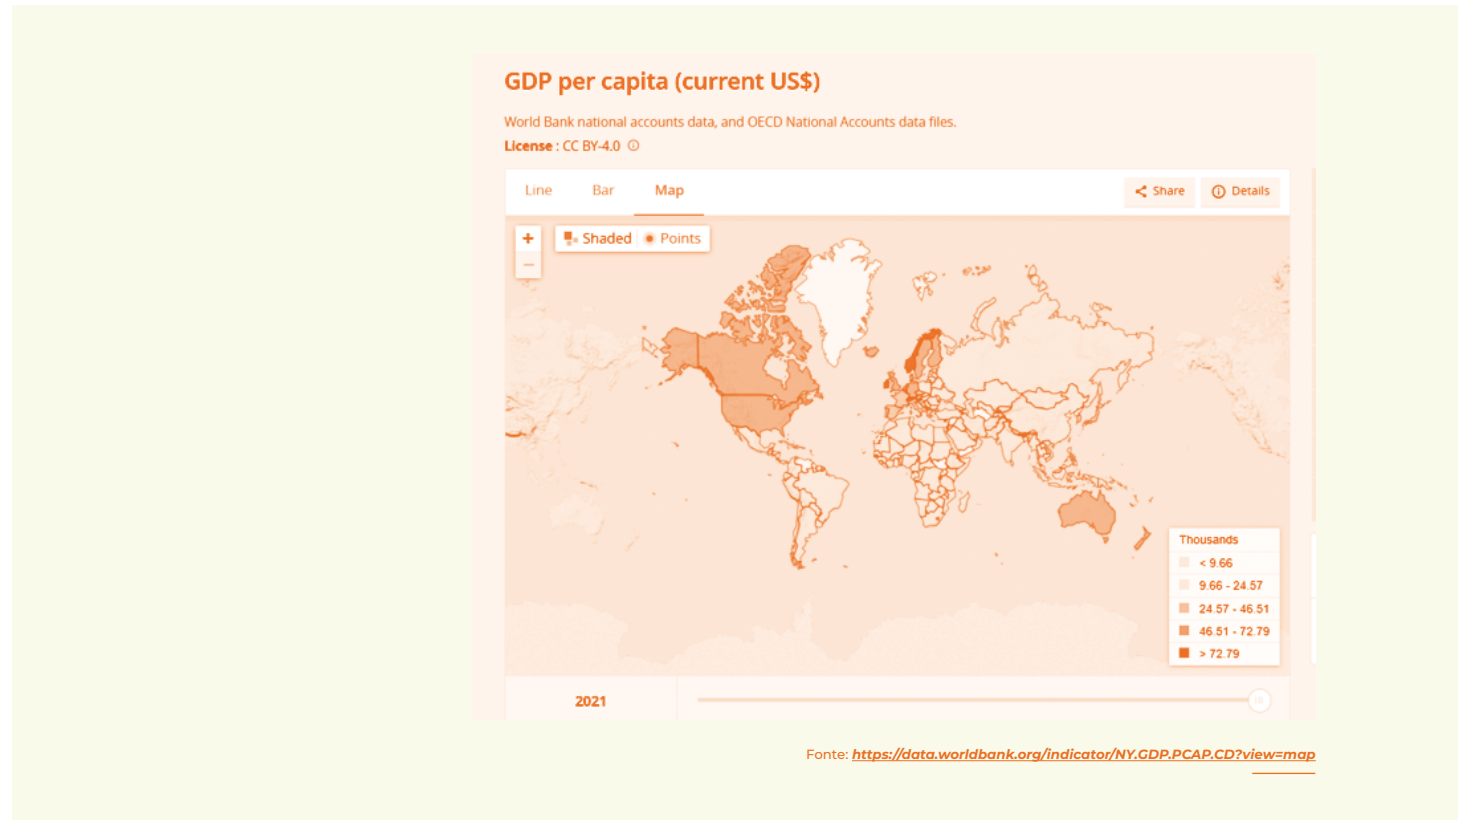 GDP per capita (current US$)
World Bank national accounts data, and OECD National Accounts data files.
License : CC BY-4.0
Line Bar Map Share Details
+ Shaded Points
−
Thousands
< 9.66
9.66 - 24.57
24.57 - 46.51
46.51 - 72.79
> 72.79
2021
Fonte: https://data.worldbank.org/indicator/NY.GDP.PCAP.CD?view=map